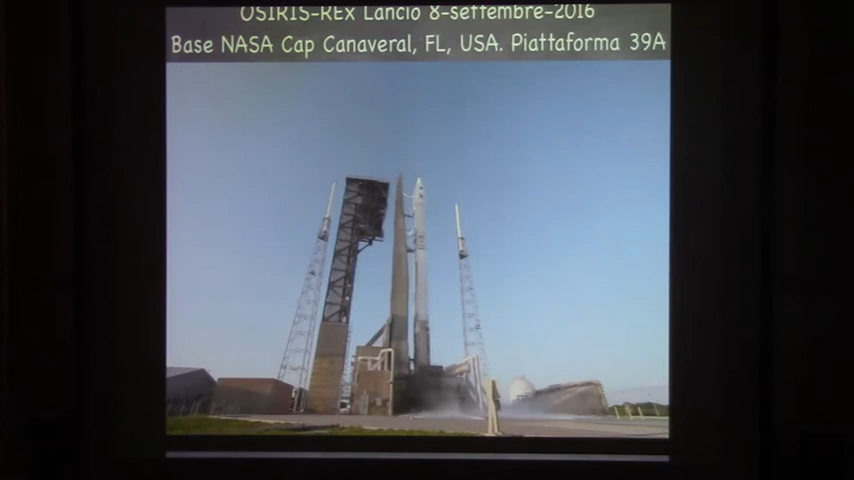 OSIRIS-REx Lancio 8-settembre-2016
Base NASA Cap Canaveral, FL, USA. Piattaforma 39A